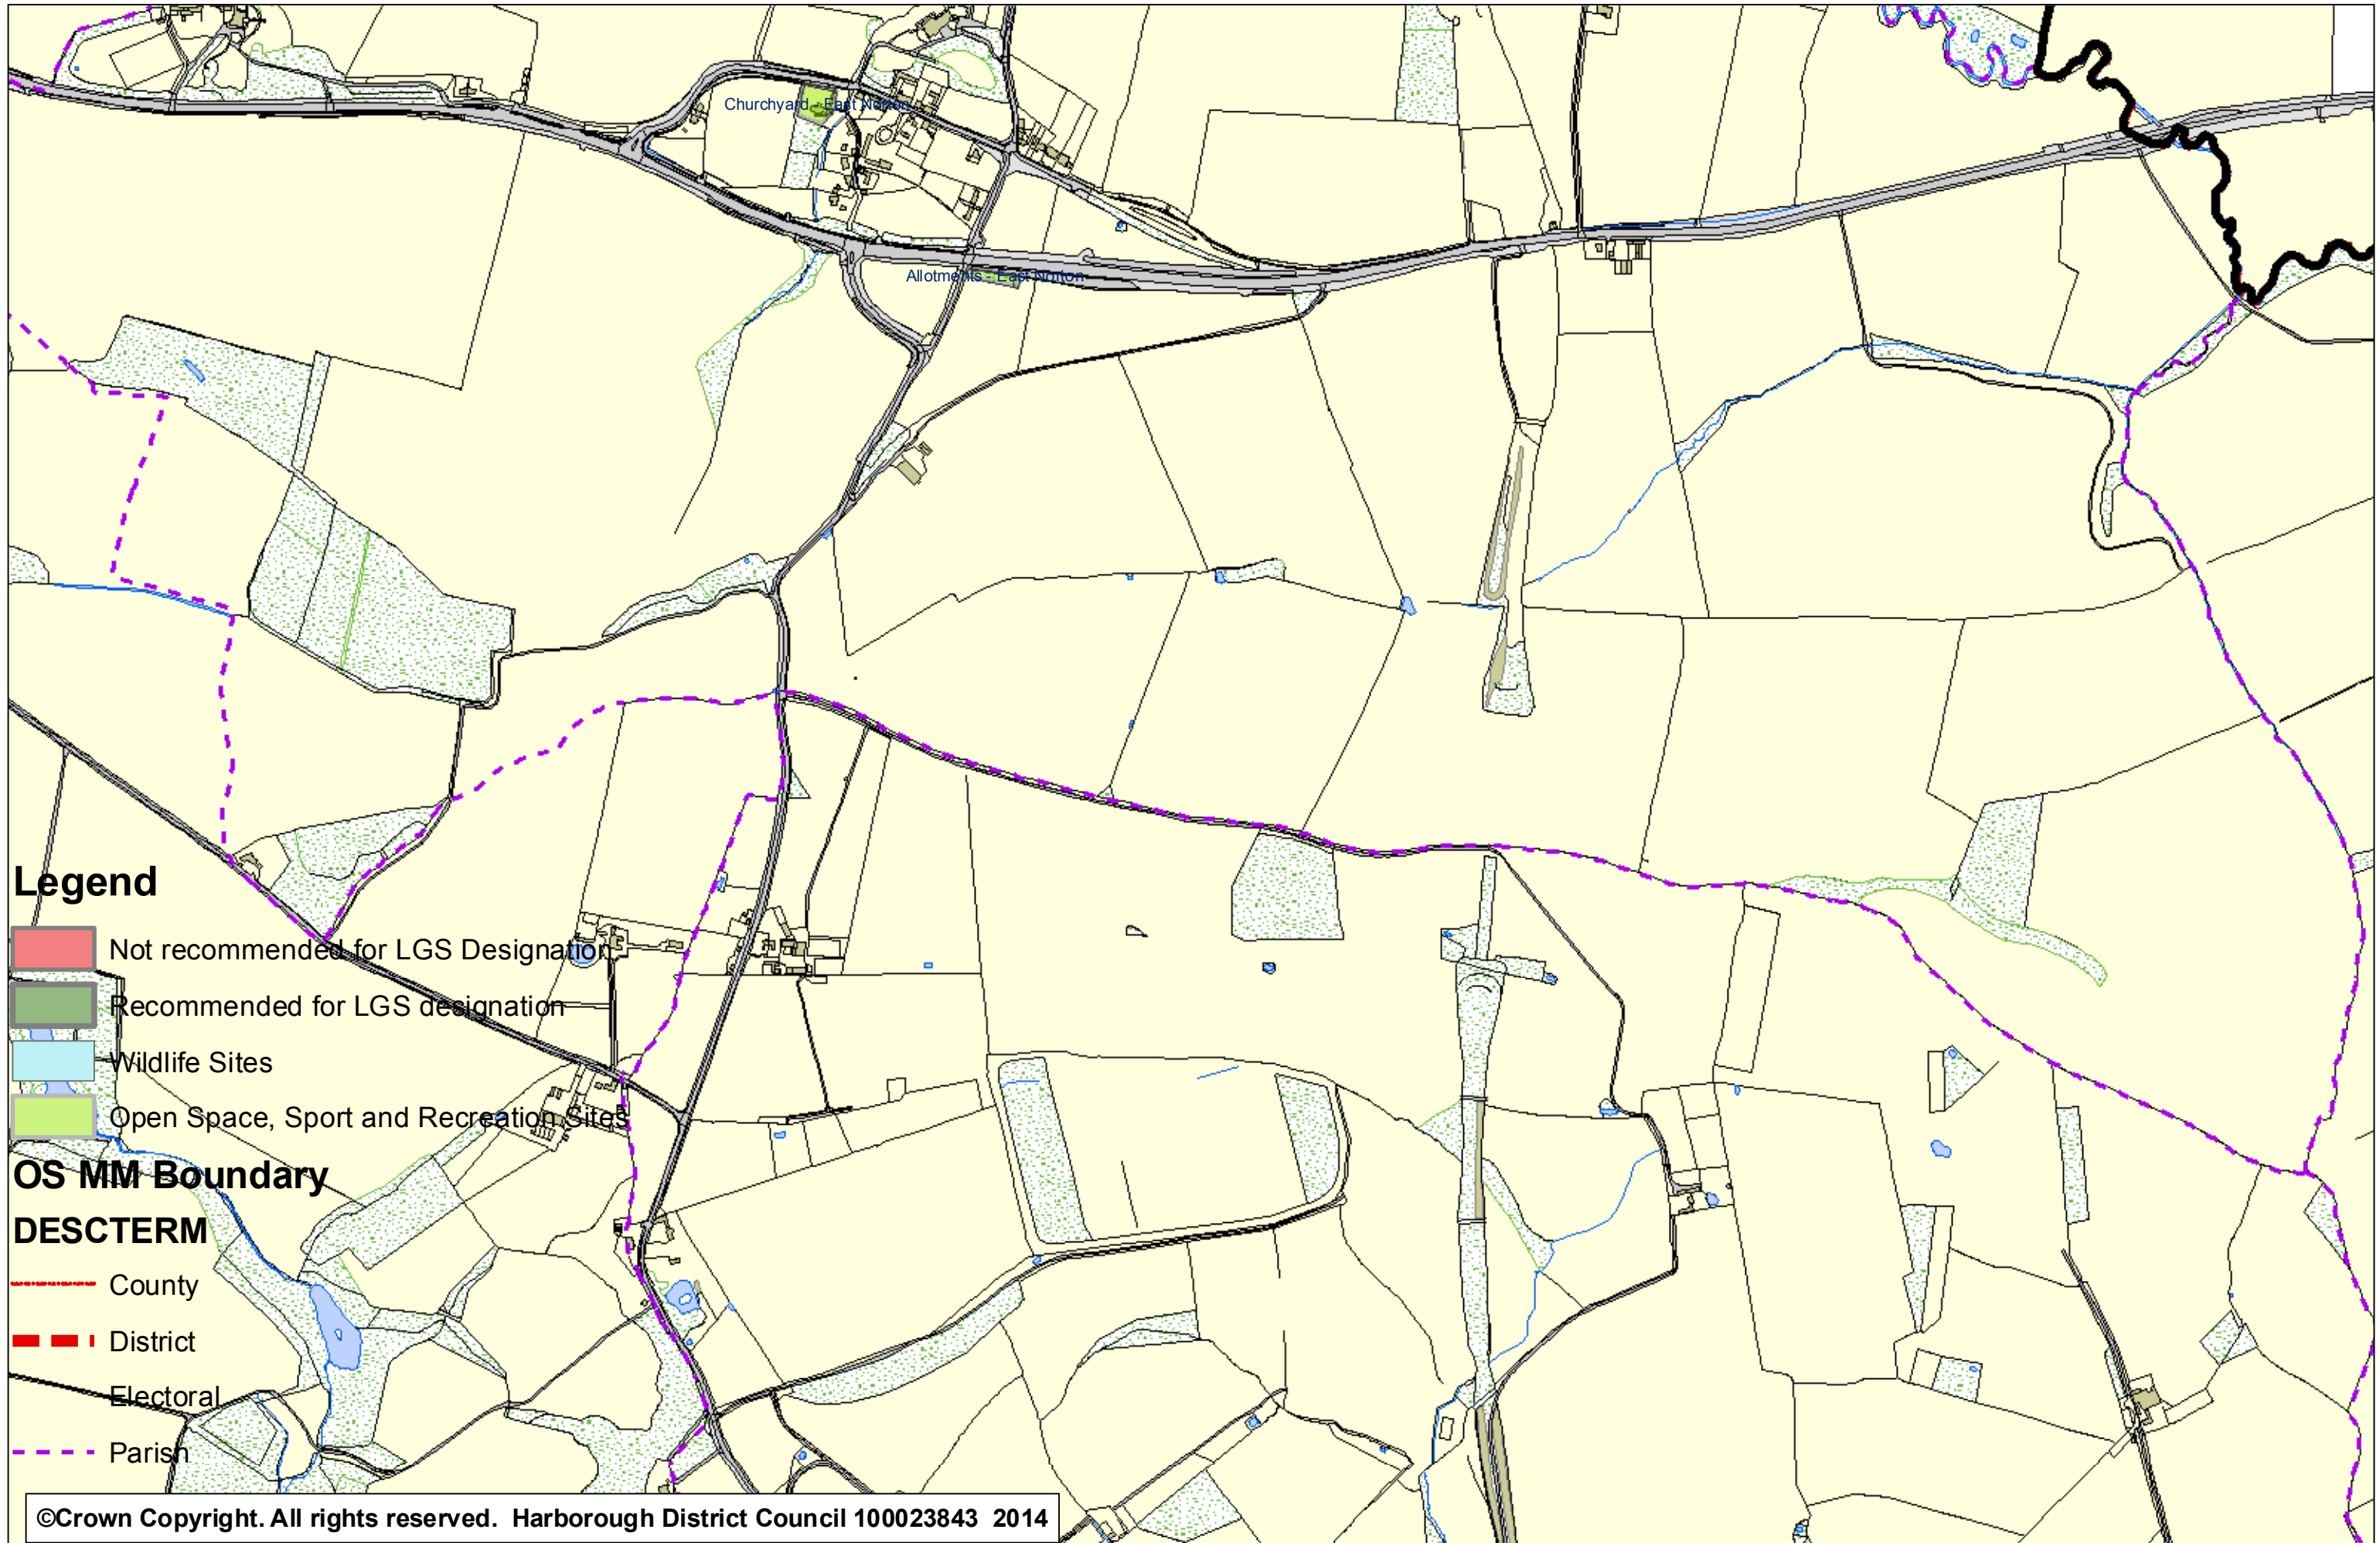 Churchyard - East Norton
Allotments - East Norton
Legend
Not recommended for LGS Designation
Recommended for LGS designation
Wildlife Sites
Open Space, Sport and Recreation Sites
OS MM Boundary
DESCTERM
County
District
Electoral
Parish
©Crown Copyright. All rights reserved. Harborough District Council 100023843 2014